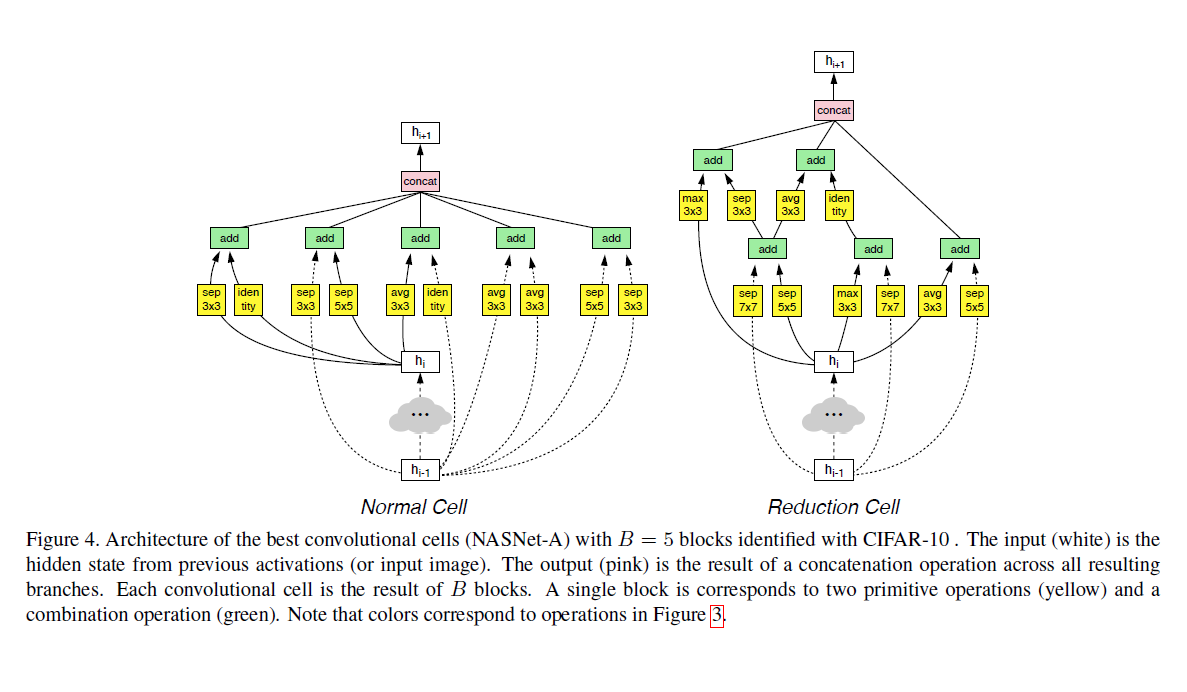 h_{i+1}
concat
add add add add add
sep 3x3 iden tity sep 3x3 sep 5x5 avg 3x3 iden tity avg 3x3 avg 3x3 sep 5x5 sep 3x3
h_i
...
h_{i-1}
Normal Cell
h_{i+1}
concat
add add
max 3x3 sep 3x3 avg 3x3 iden tity
add add add
sep 7x7 sep 5x5 max 3x3 sep 7x7 avg 3x3 sep 5x5
h_i
...
h_{i-1}
Reduction Cell
Figure 4. Architecture of the best convolutional cells (NASNet-A) with B = 5 blocks identified with CIFAR-10 . The input (white) is the
hidden state from previous activations (or input image). The output (pink) is the result of a concatenation operation across all resulting
branches. Each convolutional cell is the result of B blocks. A single block is corresponds to two primitive operations (yellow) and a
combination operation (green). Note that colors correspond to operations in Figure 3.